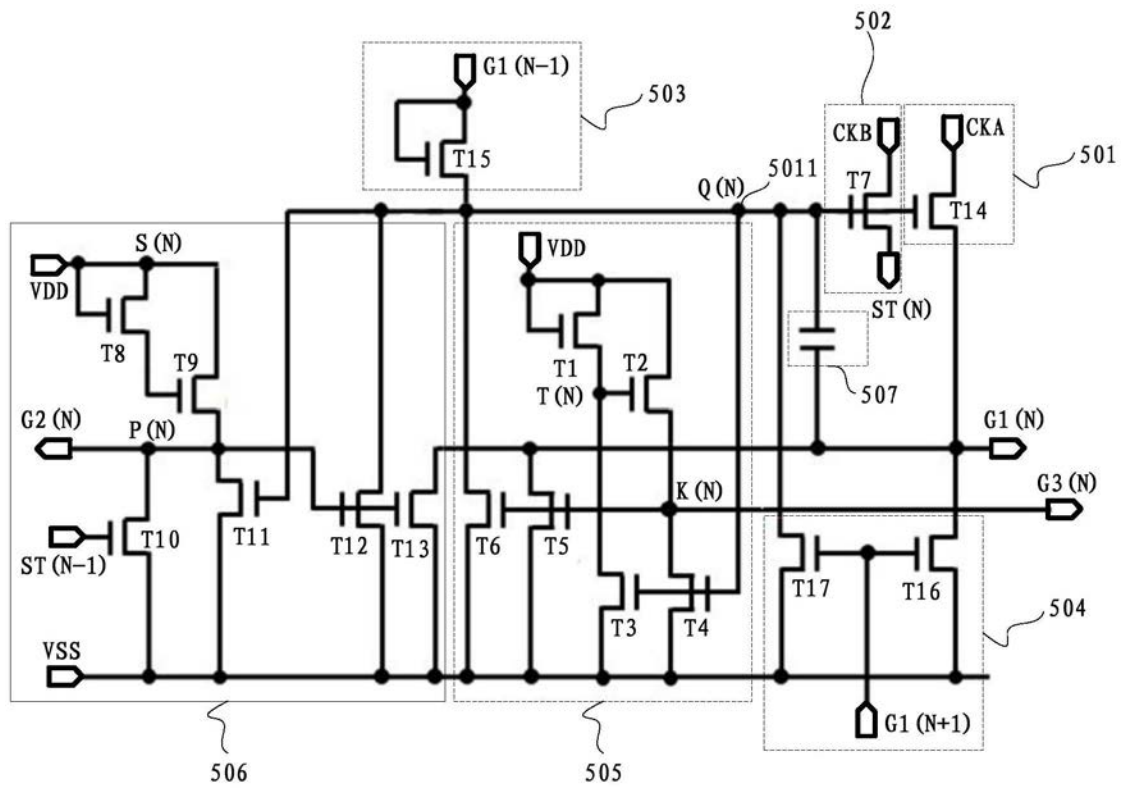 502
G1(N-1)
503
CKB
CKA
501
T15
5011
Q(N)
T7
T14
S(N)
VDD
VDD
ST(N)
T8
T1
T9
T2
507
T(N)
G2(N)
P(N)
G1(N)
K(N)
G3(N)
T10
T11
T12
T13
T6
T5
ST(N-1)
T17
T16
T3
T4
504
VSS
G1(N+1)
506
505